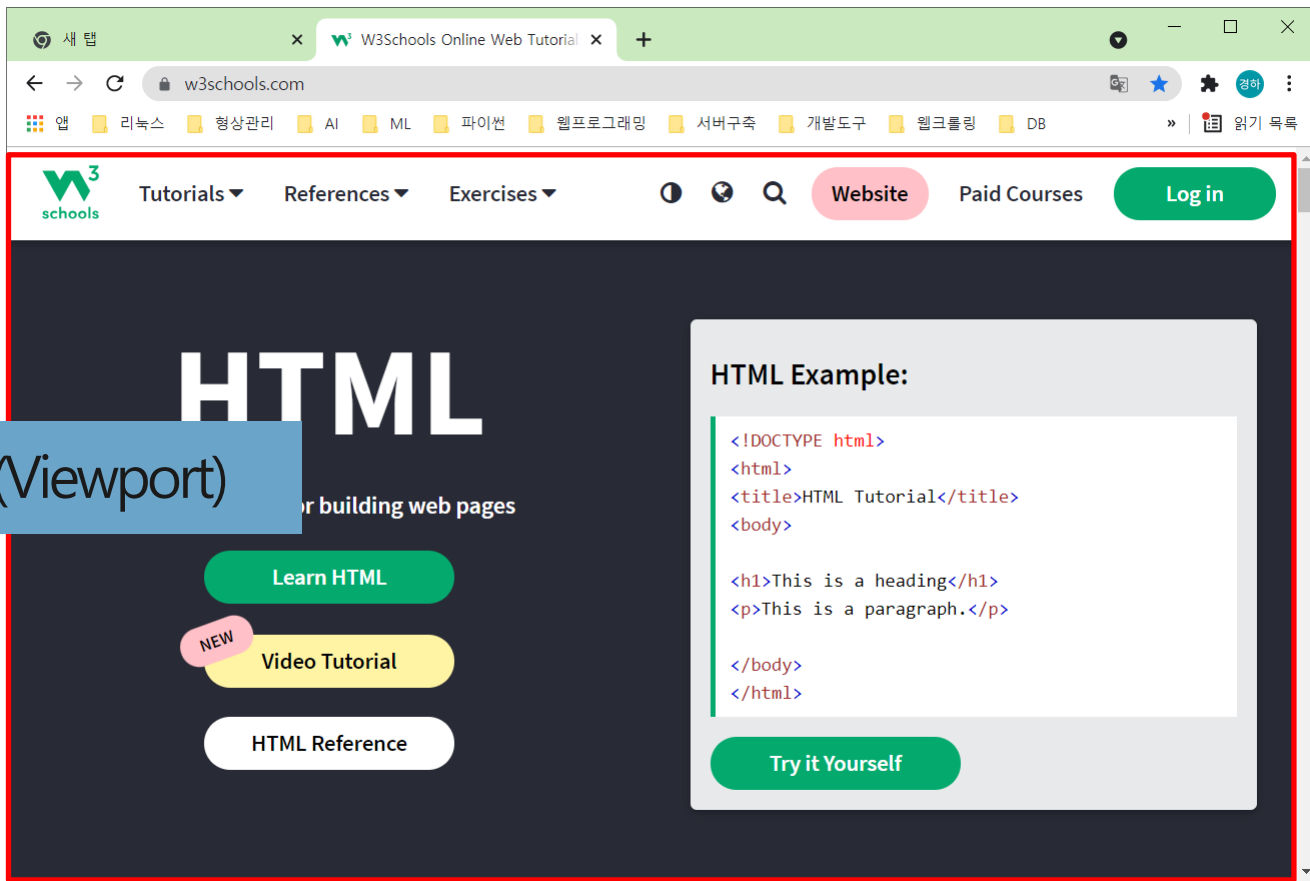 새 탭
W3Schools Online Web Tutorial
w3schools.com
경하
앱 리눅스 형상관리 AI ML 파이썬 웹프로그래밍 서버구축 개발도구 웹크롤링 DB » 읽기 목록
3
schools
Tutorials References Exercises Website Paid Courses Log in
HTML
(Viewport)
r building web pages
Learn HTML
NEW
Video Tutorial
HTML Reference
HTML Example:
<!DOCTYPE html>
<html>
<title>HTML Tutorial</title>
<body>
<h1>This is a heading</h1>
<p>This is a paragraph.</p>
</body>
</html>
Try it Yourself